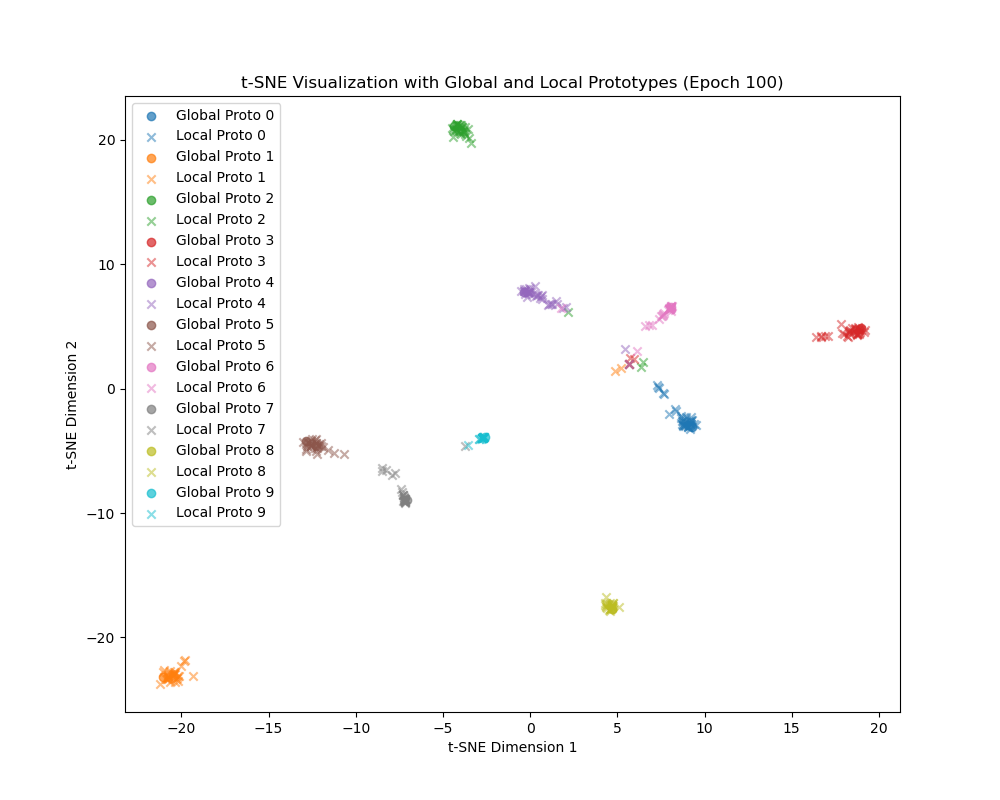 t-SNE Visualization with Global and Local Prototypes (Epoch 100)
Global Proto 0
Local Proto 0
Global Proto 1
Local Proto 1
Global Proto 2
Local Proto 2
Global Proto 3
Local Proto 3
Global Proto 4
Local Proto 4
Global Proto 5
Local Proto 5
Global Proto 6
Local Proto 6
Global Proto 7
Local Proto 7
Global Proto 8
Local Proto 8
Global Proto 9
Local Proto 9
t-SNE Dimension 2
20
10
0
−10
−20
−20 −15 −10 −5 0 5 10 15 20
t-SNE Dimension 1